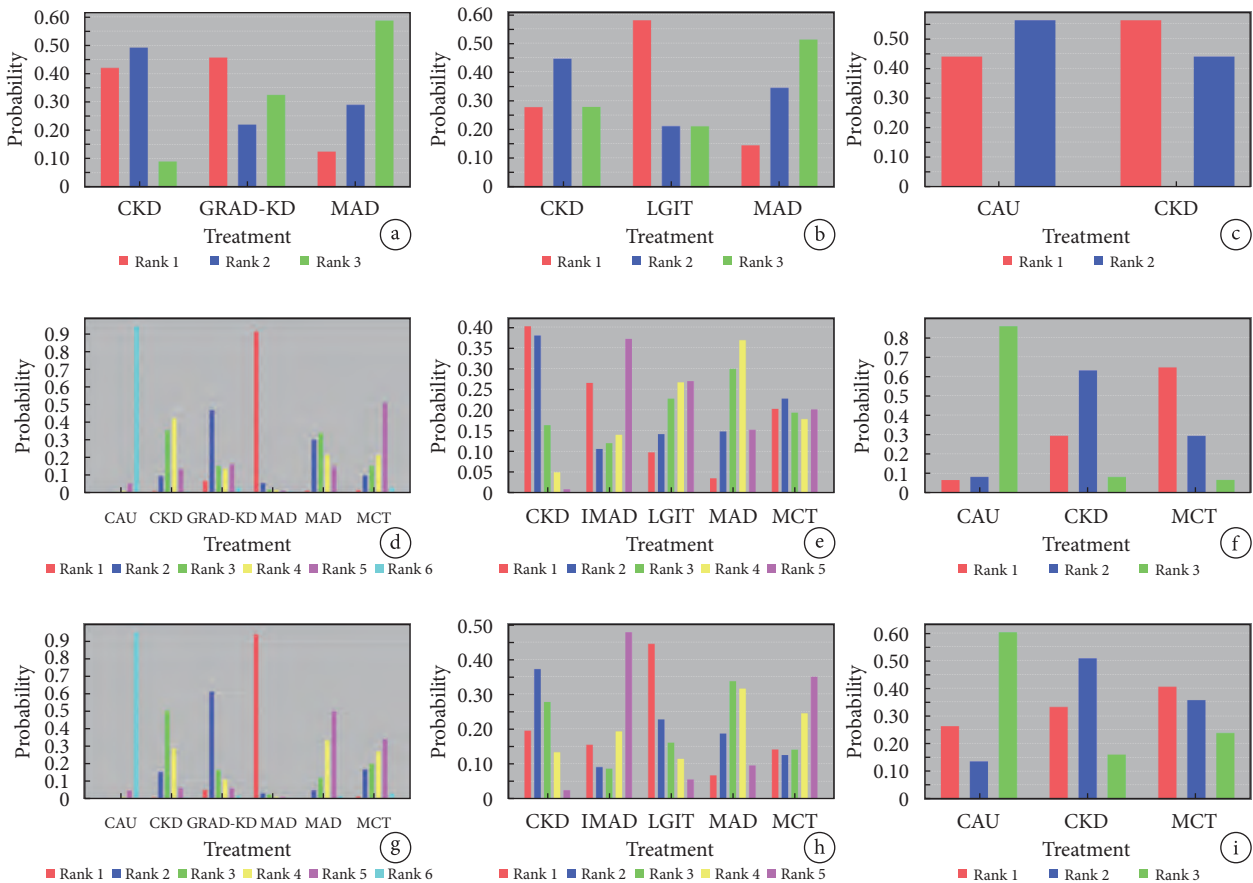 0.60
0.50
0.40
0.30
0.20
0.10
0
Probability
CKD GRAD-KD MAD
Treatment
a
Rank 1 Rank 2 Rank 3
0.60
0.50
0.40
0.30
0.20
0.10
0
Probability
CKD LGIT MAD
Treatment
b
Rank 1 Rank 2 Rank 3
0.50
0.40
0.30
0.20
0.10
0
Probability
CAU CKD
Treatment
c
Rank 1 Rank 2
0.9
0.8
0.7
0.6
0.5
0.4
0.3
0.2
0.1
0
Probability
CAU CKD GRAD-KD MAD MAD MCT
Treatment
d
Rank 1 Rank 2 Rank 3 Rank 4 Rank 5 Rank 6
0.40
0.35
0.30
0.25
0.20
0.15
0.10
0.05
0
Probability
CKD IMAD LGIT MAD MCT
Treatment
e
Rank 1 Rank 2 Rank 3 Rank 4 Rank 5
0.8
0.7
0.6
0.5
0.4
0.3
0.2
0.1
0
Probability
CAU CKD MCT
Treatment
f
Rank 1 Rank 2 Rank 3
0.9
0.8
0.7
0.6
0.5
0.4
0.3
0.2
0.1
0
Probability
CAU CKD GRAD-KD MAD MAD MCT
Treatment
g
Rank 1 Rank 2 Rank 3 Rank 4 Rank 5 Rank 6
0.50
0.40
0.30
0.20
0.10
0
Probability
CKD IMAD LGIT MAD MCT
Treatment
h
Rank 1 Rank 2 Rank 3 Rank 4 Rank 5
0.60
0.50
0.40
0.30
0.20
0.10
0
Probability
CAU CKD MCT
Treatment
i
Rank 1 Rank 2 Rank 3